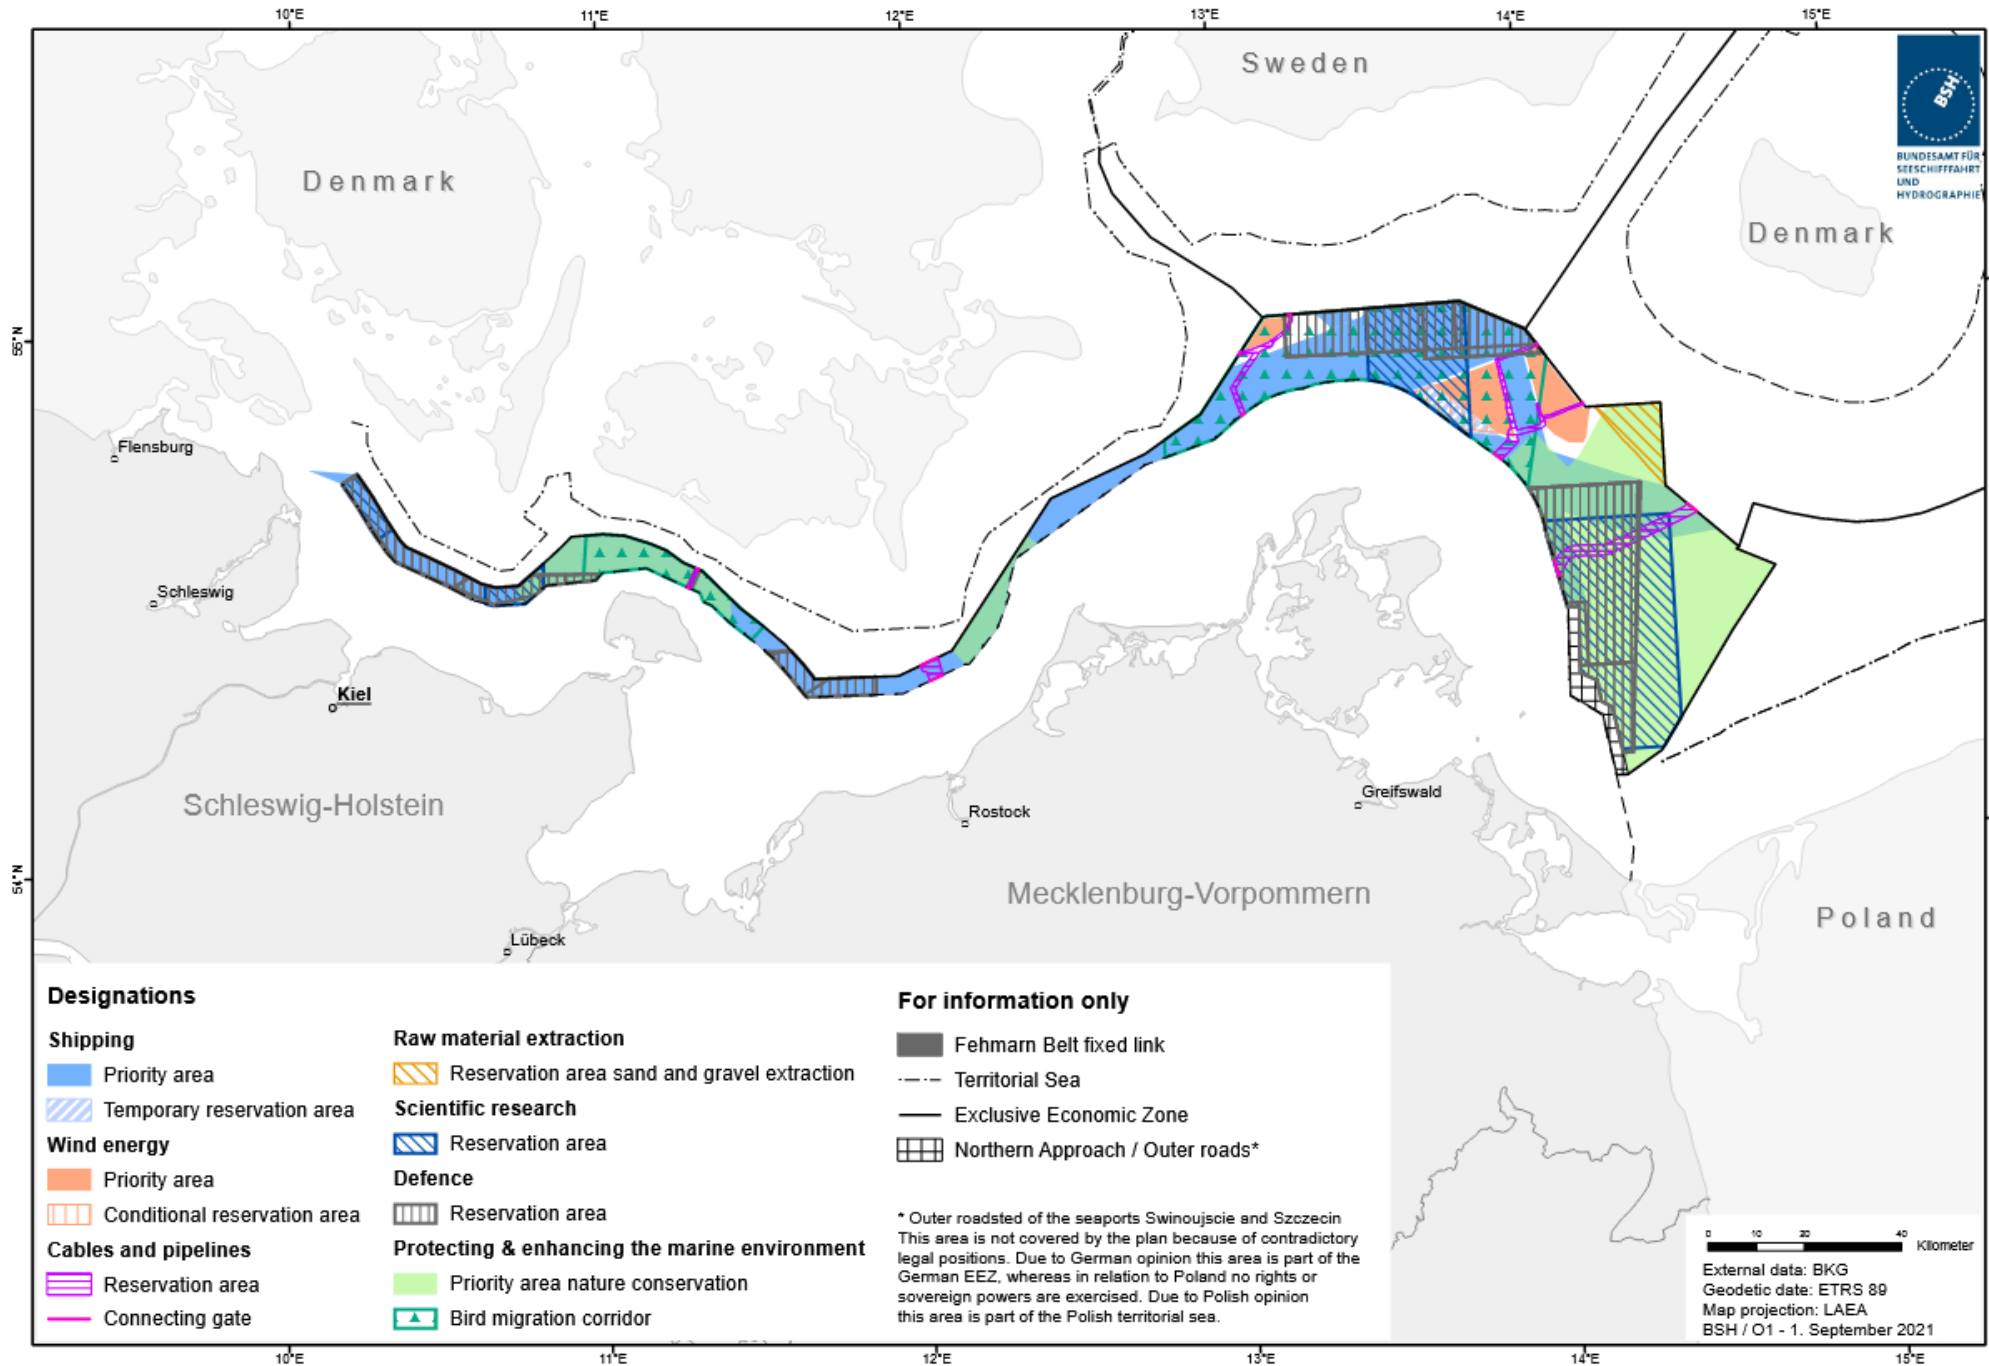 10°E 11°E 12°E 13°E 14°E 15°E
Sweden
BSH
BUNDESAMT FÜR
SEESCHIFFFAHRT
UND
HYDROGRAPHIE
Denmark
Denmark
55°N
Flensburg
Schleswig
Kiel
Greifswald
Schleswig-Holstein
Rostock
54°N
Mecklenburg-Vorpommern
Poland
Lübeck
Designations
Shipping
Priority area
Temporary reservation area
Wind energy
Priority area
Conditional reservation area
Cables and pipelines
Reservation area
Connecting gate
Raw material extraction
Reservation area sand and gravel extraction
Scientific research
Reservation area
Defence
Reservation area
Protecting & enhancing the marine environment
Priority area nature conservation
Bird migration corridor
For information only
Fehmarn Belt fixed link
Territorial Sea
Exclusive Economic Zone
Northern Approach / Outer roads*
* Outer roadsted of the seaports Swinoujscie and Szczecin
This area is not covered by the plan because of contradictory
legal positions. Due to German opinion this area is part of the
German EEZ, whereas in relation to Poland no rights or
sovereign powers are exercised. Due to Polish opinion
this area is part of the Polish territorial sea.
0 10 20 40
Kilometer
External data: BKG
Geodetic date: ETRS 89
Map projection: LAEA
BSH / O1 - 1. September 2021
10°E 11°E 12°E 13°E 14°E 15°E